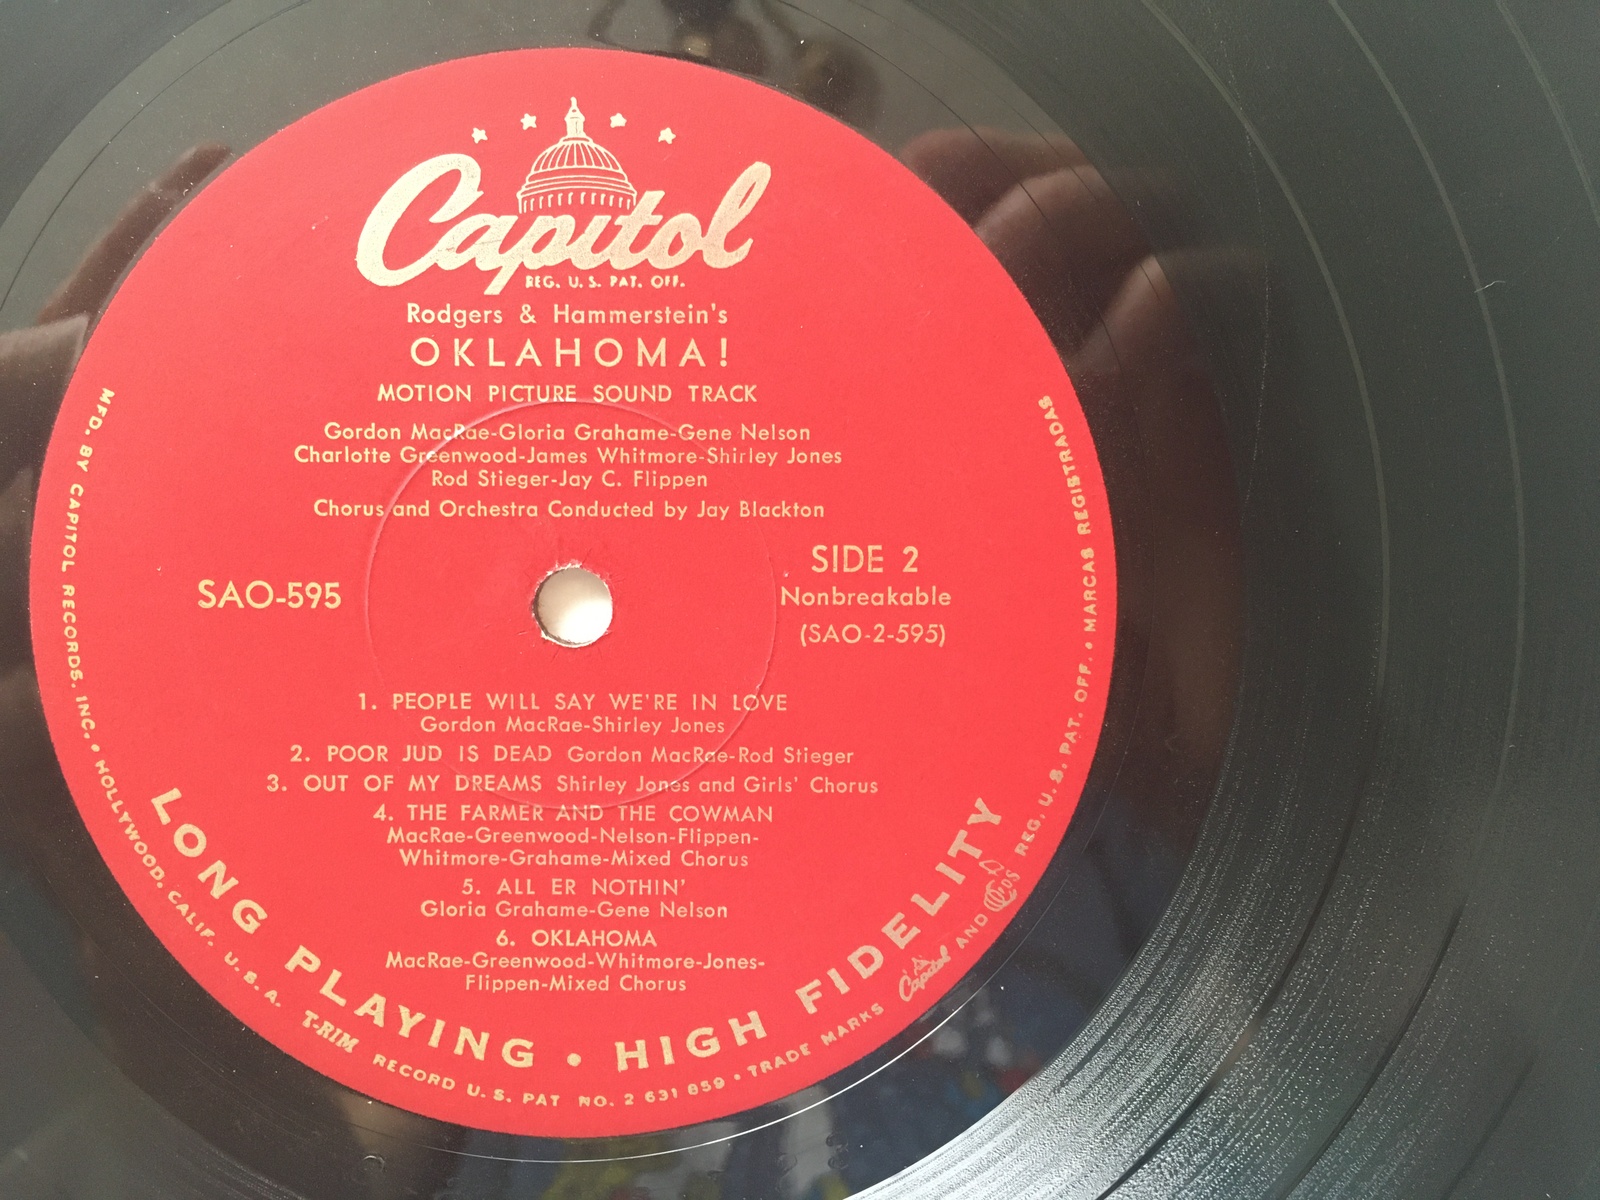 Capitol
REG. U. S. PAT. OFF.
Rodgers & Hammerstein's
OKLAHOMA!
MOTION PICTURE SOUND TRACK
Gordon MacRae-Gloria Grahame-Gene Nelson
Charlotte Greenwood-James Whitmore-Shirley Jones
Rod Stieger-Jay C. Flippen
Chorus and Orchestra Conducted by Jay Blackton
SAO-595
SIDE 2
Nonbreakable
(SAO-2-595)
1. PEOPLE WILL SAY WE'RE IN LOVE
Gordon MacRae-Shirley Jones
2. POOR JUD IS DEAD Gordon MacRae-Rod Stieger
3. OUT OF MY DREAMS Shirley Jones and Girls' Chorus
4. THE FARMER AND THE COWMAN
MacRae-Greenwood-Nelson-Flippen-
Whitmore-Grahame-Mixed Chorus
5. ALL ER NOTHIN'
Gloria Grahame-Gene Nelson
6. OKLAHOMA
MacRae-Greenwood-Whitmore-Jones-
Flippen-Mixed Chorus
LONG PLAYING • HIGH FIDELITY
MFD. BY CAPITOL RECORDS, INC. • HOLLYWOOD, CALIF. U. S. A. T-RIM RECORD U. S. PAT NO. 2 631 859 • TRADE MARKS Capitol AND REG. U. S. PAT. OFF. • MARCAS REGISTRADAS